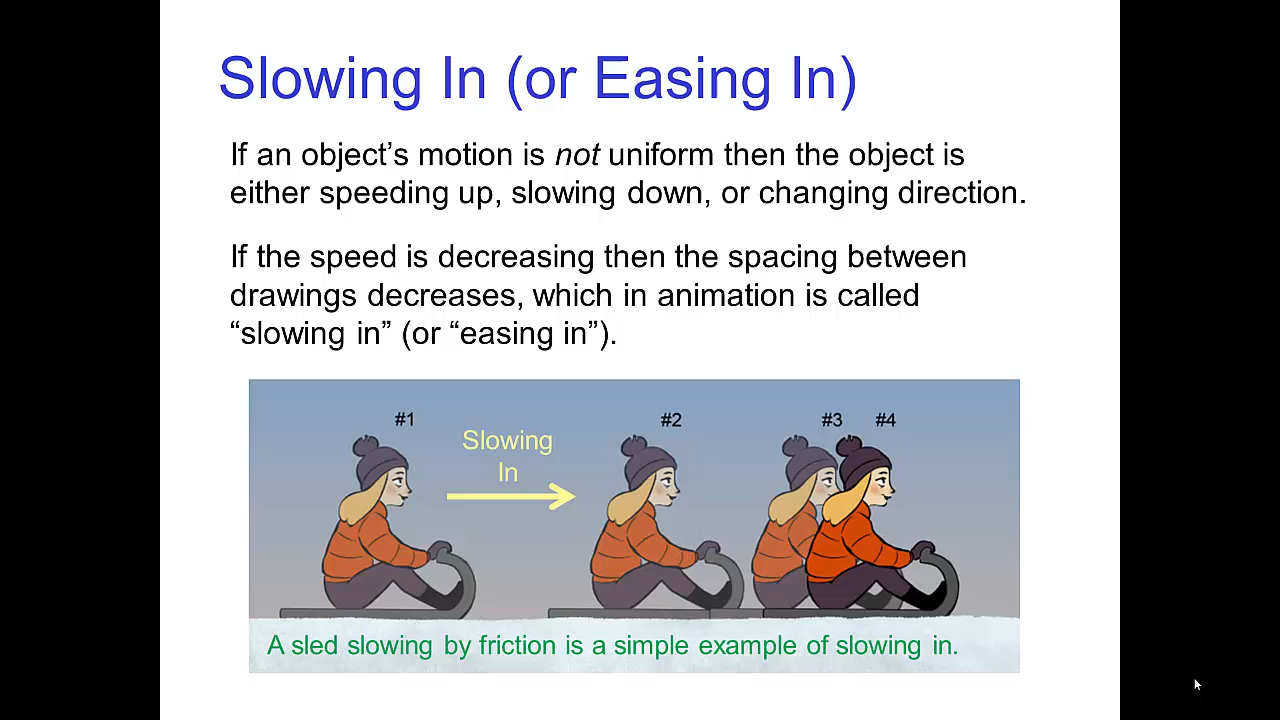 Slowing In (or Easing In)
If an object’s motion is not uniform then the object is
either speeding up, slowing down, or changing direction.
If the speed is decreasing then the spacing between
drawings decreases, which in animation is called
“slowing in” (or “easing in”).
#1
#2
#3
#4
Slowing
In
A sled slowing by friction is a simple example of slowing in.